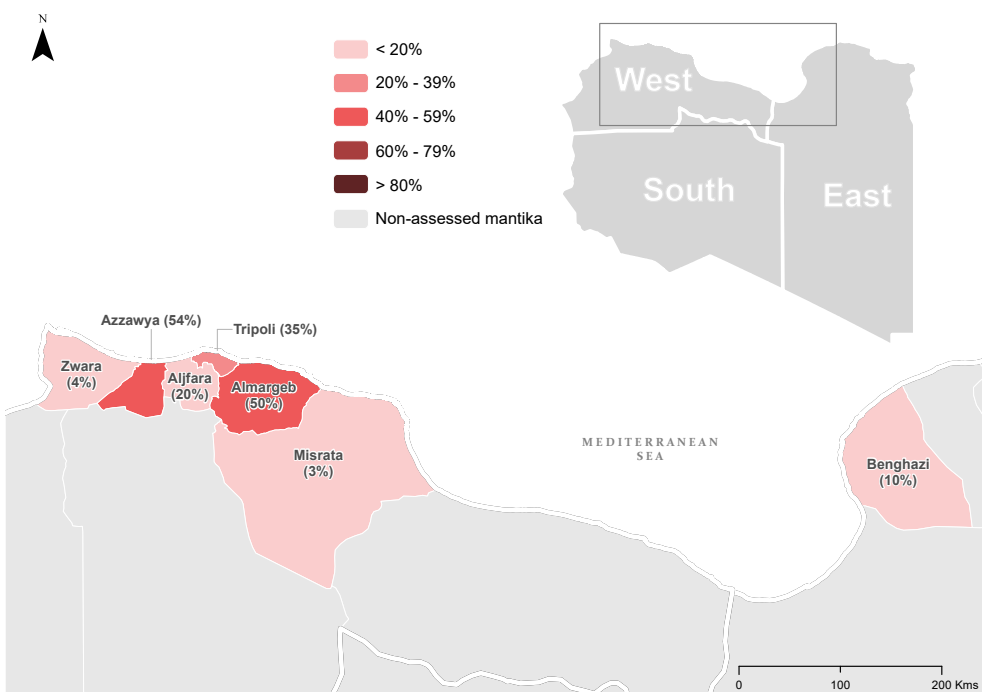 N
< 20%
20% - 39%
40% - 59%
60% - 79%
> 80%
Non-assessed mantika
West
South
East
Azzawya (54%)
Tripoli (35%)
Zwara
(4%)
Aljfara
(20%)
Almargeb
(50%)
Misrata
(3%)
MEDITERRANEAN
SEA
Benghazi
(10%)
0 100 200 Kms